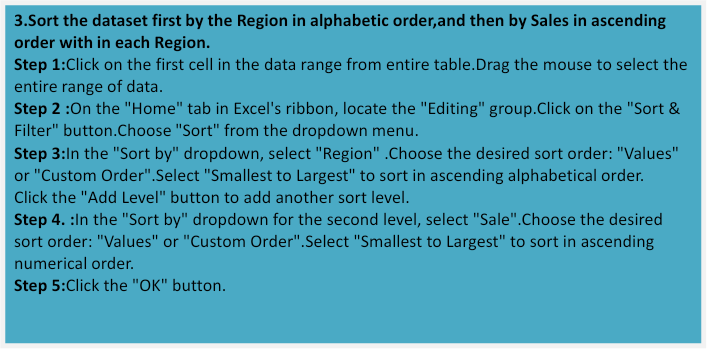 3.Sort the dataset first by the Region in alphabetic order,and then by Sales in ascending
order with in each Region.
Step 1:Click on the first cell in the data range from entire table.Drag the mouse to select the
entire range of data.
Step 2 :On the "Home" tab in Excel's ribbon, locate the "Editing" group.Click on the "Sort &
Filter" button.Choose "Sort" from the dropdown menu.
Step 3:In the "Sort by" dropdown, select "Region" .Choose the desired sort order: "Values"
or "Custom Order".Select "Smallest to Largest" to sort in ascending alphabetical order.
Click the "Add Level" button to add another sort level.
Step 4. :In the "Sort by" dropdown for the second level, select "Sale".Choose the desired
sort order: "Values" or "Custom Order".Select "Smallest to Largest" to sort in ascending
numerical order.
Step 5:Click the "OK" button.